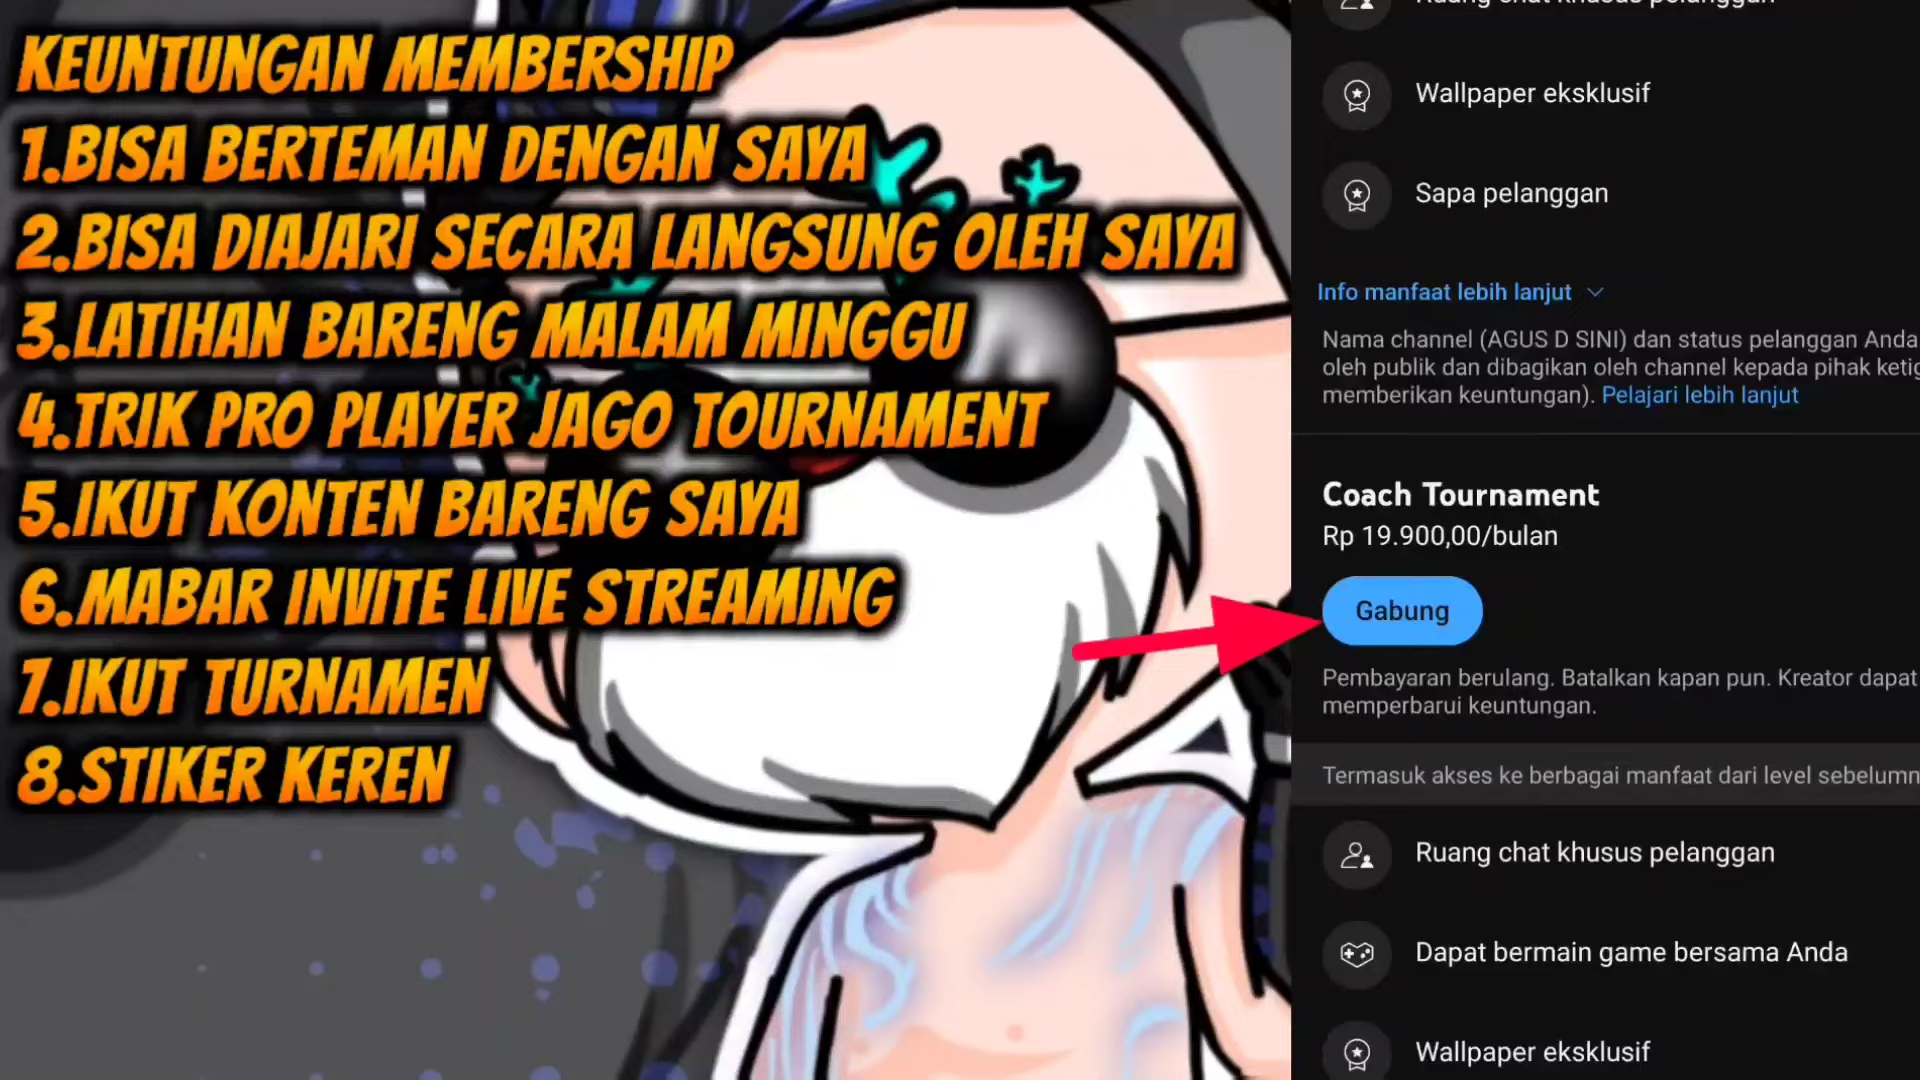 KEUNTUNGAN MEMBERSHIP
1.BISA BERTEMAN DENGAN SAYA
2.BISA DIAJARI SECARA LANGSUNG OLEH SAYA
3.LATIHAN BARENG MALAM MINGGU
4.TRIK PRO PLAYER JAGO TOURNAMENT
5.IKUT KONTEN BARENG SAYA
6.MABAR INVITE LIVE STREAMING
7.IKUT TURNAMEN
8.STIKER KEREN
Ruang chat khusus pelanggan
Wallpaper eksklusif
Sapa pelanggan
Info manfaat lebih lanjut
Nama channel (AGUS D SINI) dan status pelanggan Anda
oleh publik dan dibagikan oleh channel kepada pihak
memberikan keuntungan). Pelajari lebih lanjut
Coach Tournament
Rp 19.900,00/bulan
Gabung
Pembayaran berulang. Batalkan kapan pun. Kreator dapat
memperbarui keuntungan.
Termasuk akses ke berbagai manfaat dari level
Ruang chat khusus pelanggan
Dapat bermain game bersama Anda
Wallpaper eksklusif